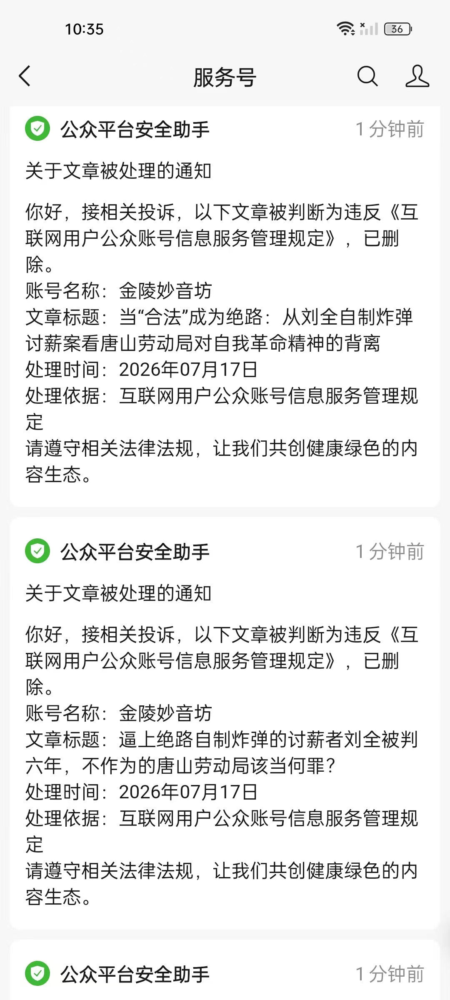 10:35
36
服务号
公众平台安全助手
1 分钟前
关于文章被处理的通知
你好，接相关投诉，以下文章被判断为违反《互
联网用户公众账号信息服务管理规定》，已删
除。
账号名称：金陵妙音坊
文章标题：当“合法”成为绝路：从刘全自制炸弹
讨薪案看唐山劳动局对自我革命精神的背离
处理时间：2026年07月17日
处理依据：互联网用户公众账号信息服务管理规
定
请遵守相关法律法规，让我们共创健康绿色的内
容生态。
公众平台安全助手
1 分钟前
关于文章被处理的通知
你好，接相关投诉，以下文章被判断为违反《互
联网用户公众账号信息服务管理规定》，已删
除。
账号名称：金陵妙音坊
文章标题：逼上绝路自制炸弹的讨薪者刘全被判
六年，不作为的唐山劳动局该当何罪？
处理时间：2026年07月17日
处理依据：互联网用户公众账号信息服务管理规
定
请遵守相关法律法规，让我们共创健康绿色的内
容生态。
公众平台安全助手
1 分钟前